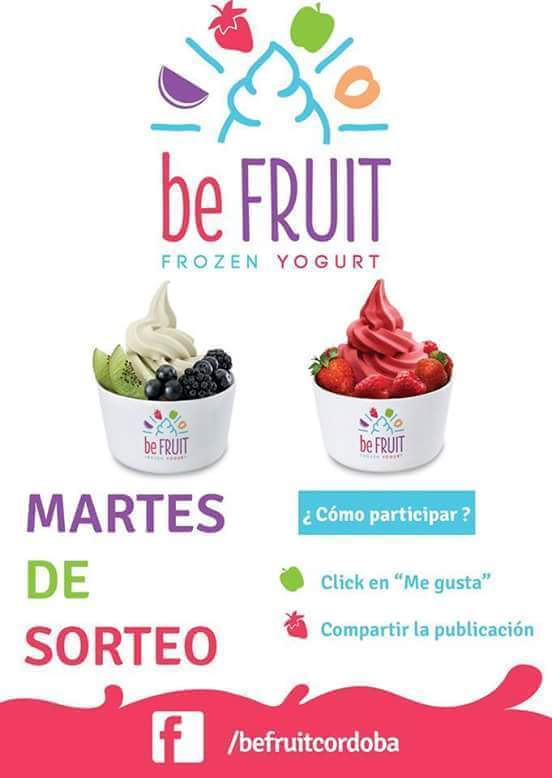 be FRUIT
FROZEN YOGURT
be FRUIT
FROZEN YOGURT
be FRUIT
FROZEN YOGURT
MARTES
DE
SORTEO
¿ Cómo participar ?
Click en “Me gusta”
Compartir la publicación
f /befruitcordoba